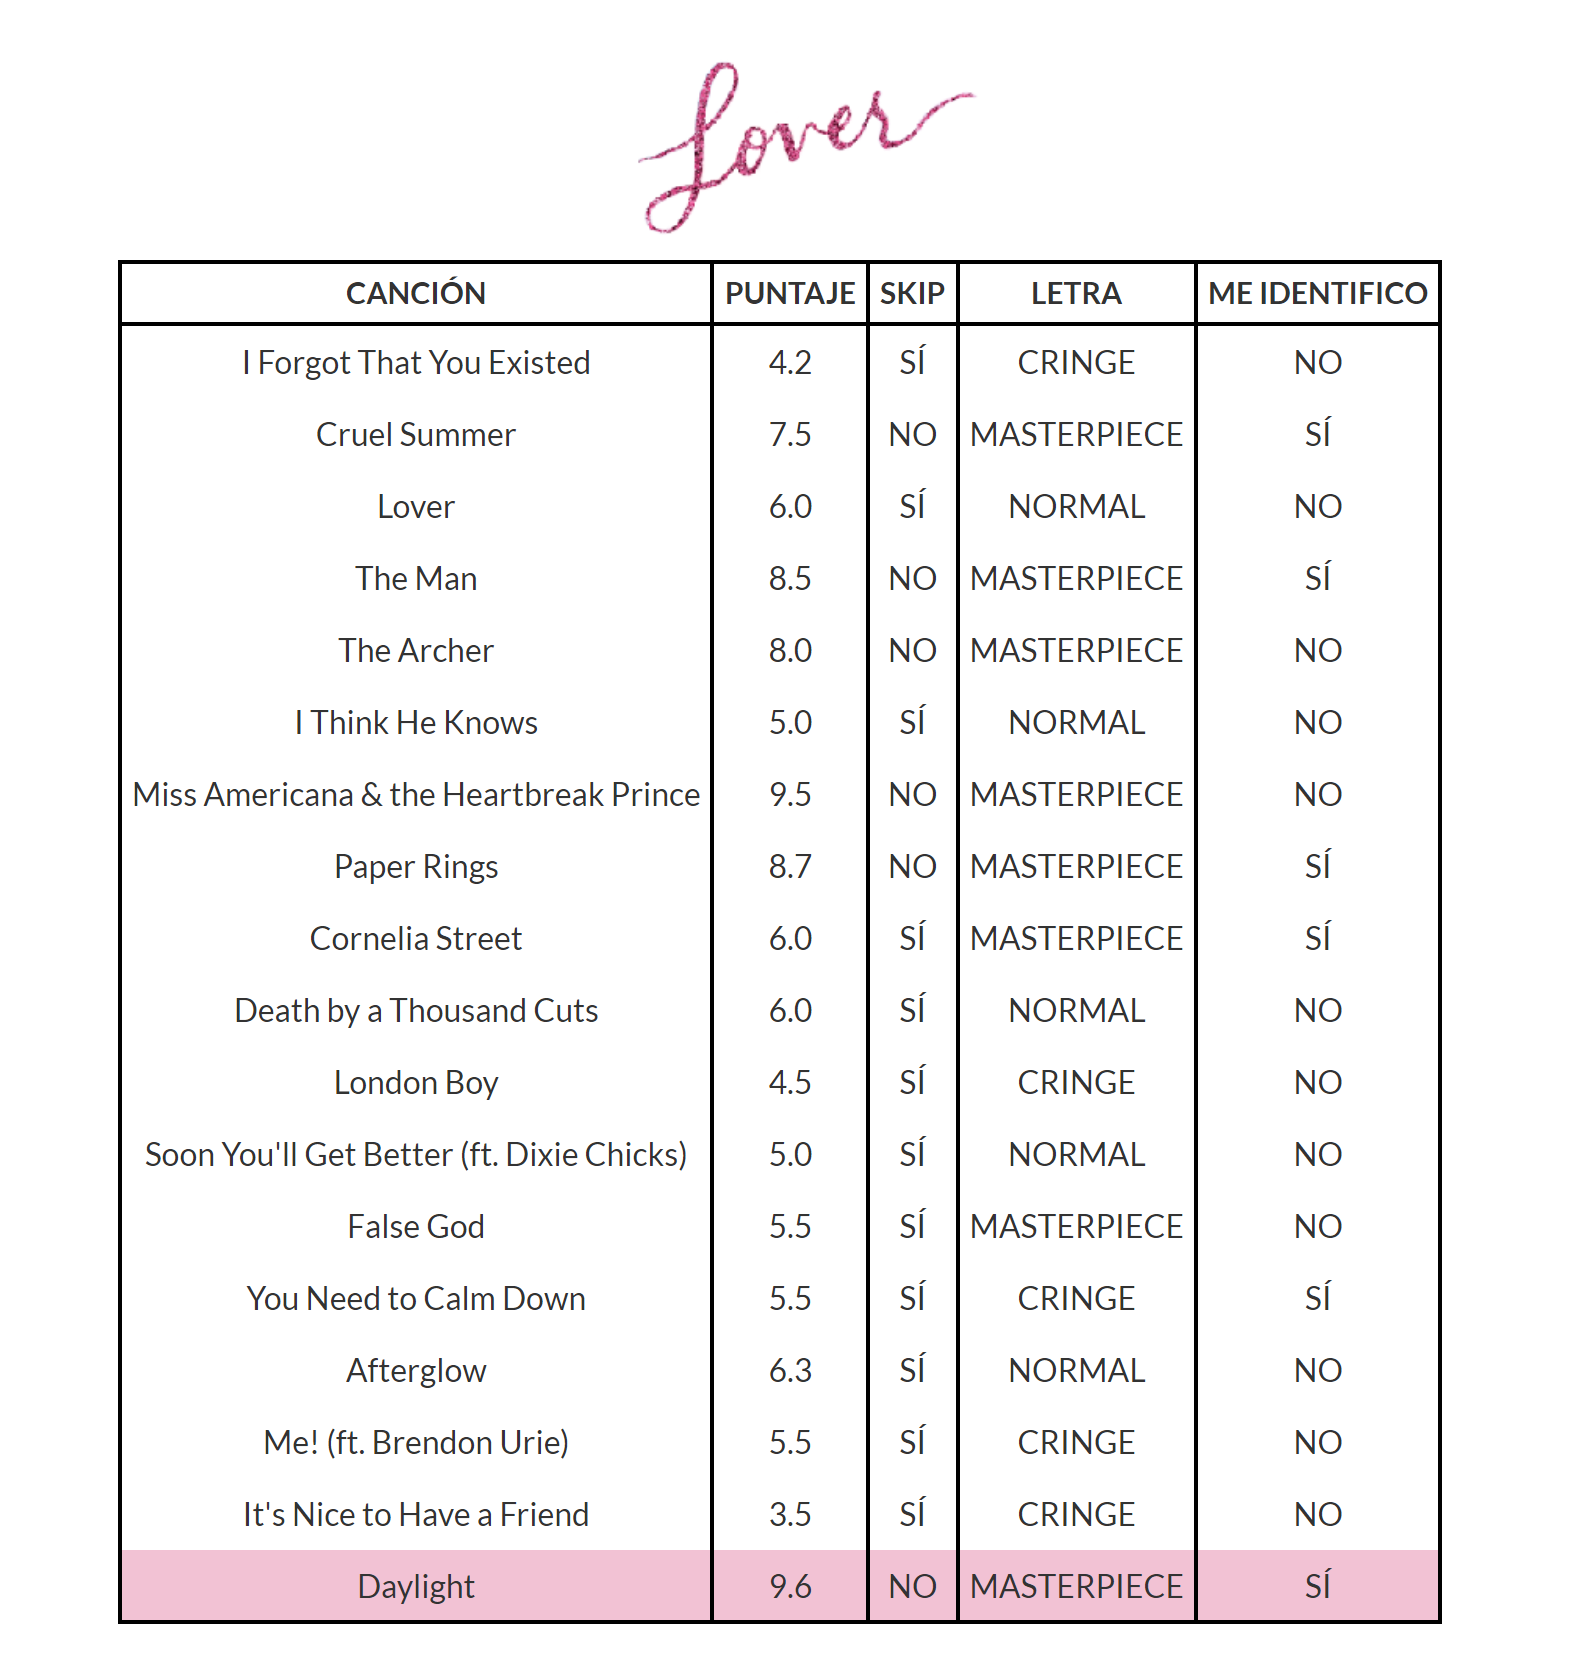 Lover
CANCIÓN PUNTAJE SKIP LETRA ME IDENTIFICO
I Forgot That You Existed 4.2 SÍ CRINGE NO
Cruel Summer 7.5 NO MASTERPIECE SÍ
Lover 6.0 SÍ NORMAL NO
The Man 8.5 NO MASTERPIECE SÍ
The Archer 8.0 NO MASTERPIECE NO
I Think He Knows 5.0 SÍ NORMAL NO
Miss Americana & the Heartbreak Prince 9.5 NO MASTERPIECE NO
Paper Rings 8.7 NO MASTERPIECE SÍ
Cornelia Street 6.0 SÍ MASTERPIECE SÍ
Death by a Thousand Cuts 6.0 SÍ NORMAL NO
London Boy 4.5 SÍ CRINGE NO
Soon You'll Get Better (ft. Dixie Chicks) 5.0 SÍ NORMAL NO
False God 5.5 SÍ MASTERPIECE NO
You Need to Calm Down 5.5 SÍ CRINGE SÍ
Afterglow 6.3 SÍ NORMAL NO
Me! (ft. Brendon Urie) 5.5 SÍ CRINGE NO
It's Nice to Have a Friend 3.5 SÍ CRINGE NO
Daylight 9.6 NO MASTERPIECE SÍ